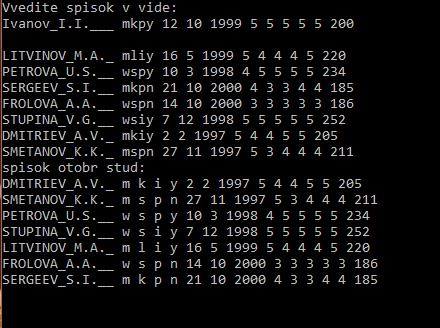 Vvedite spisok v vide:
Ivanov_I.I.___ mkpy 12 10 1999 5 5 5 5 5 200
LITVINOV_M.A._ mliy 16 5 1999 5 4 4 4 5 220
PETROVA_U.S.__ wspy 10 3 1998 4 5 5 5 5 234
SERGEEV_S.I.__ mkpn 21 10 2000 4 3 3 4 4 185
FROLOVA_A.A.__ wspn 14 10 2000 3 3 3 3 3 186
STUPINA_V.G.__ wsiy 7 12 1998 5 5 5 5 5 252
DMITRIEV_A.V._ mkiy 2 2 1997 5 4 4 5 5 205
SMETANOV_K.K._ mspn 27 11 1997 5 3 4 4 4 211
spisok otobr stud:
DMITRIEV_A.V._ m k i y 2 2 1997 5 4 4 5 5 205
SMETANOV_K.K._ m s p n 27 11 1997 5 3 4 4 4 211
PETROVA_U.S.__ w s p y 10 3 1998 4 5 5 5 5 234
STUPINA_V.G.__ w s i y 7 12 1998 5 5 5 5 5 252
LITVINOV_M.A._ m l i y 16 5 1999 5 4 4 4 5 220
FROLOVA_A.A.__ w s p n 14 10 2000 3 3 3 3 3 186
SERGEEV_S.I.__ m k p n 21 10 2000 4 3 3 4 4 185